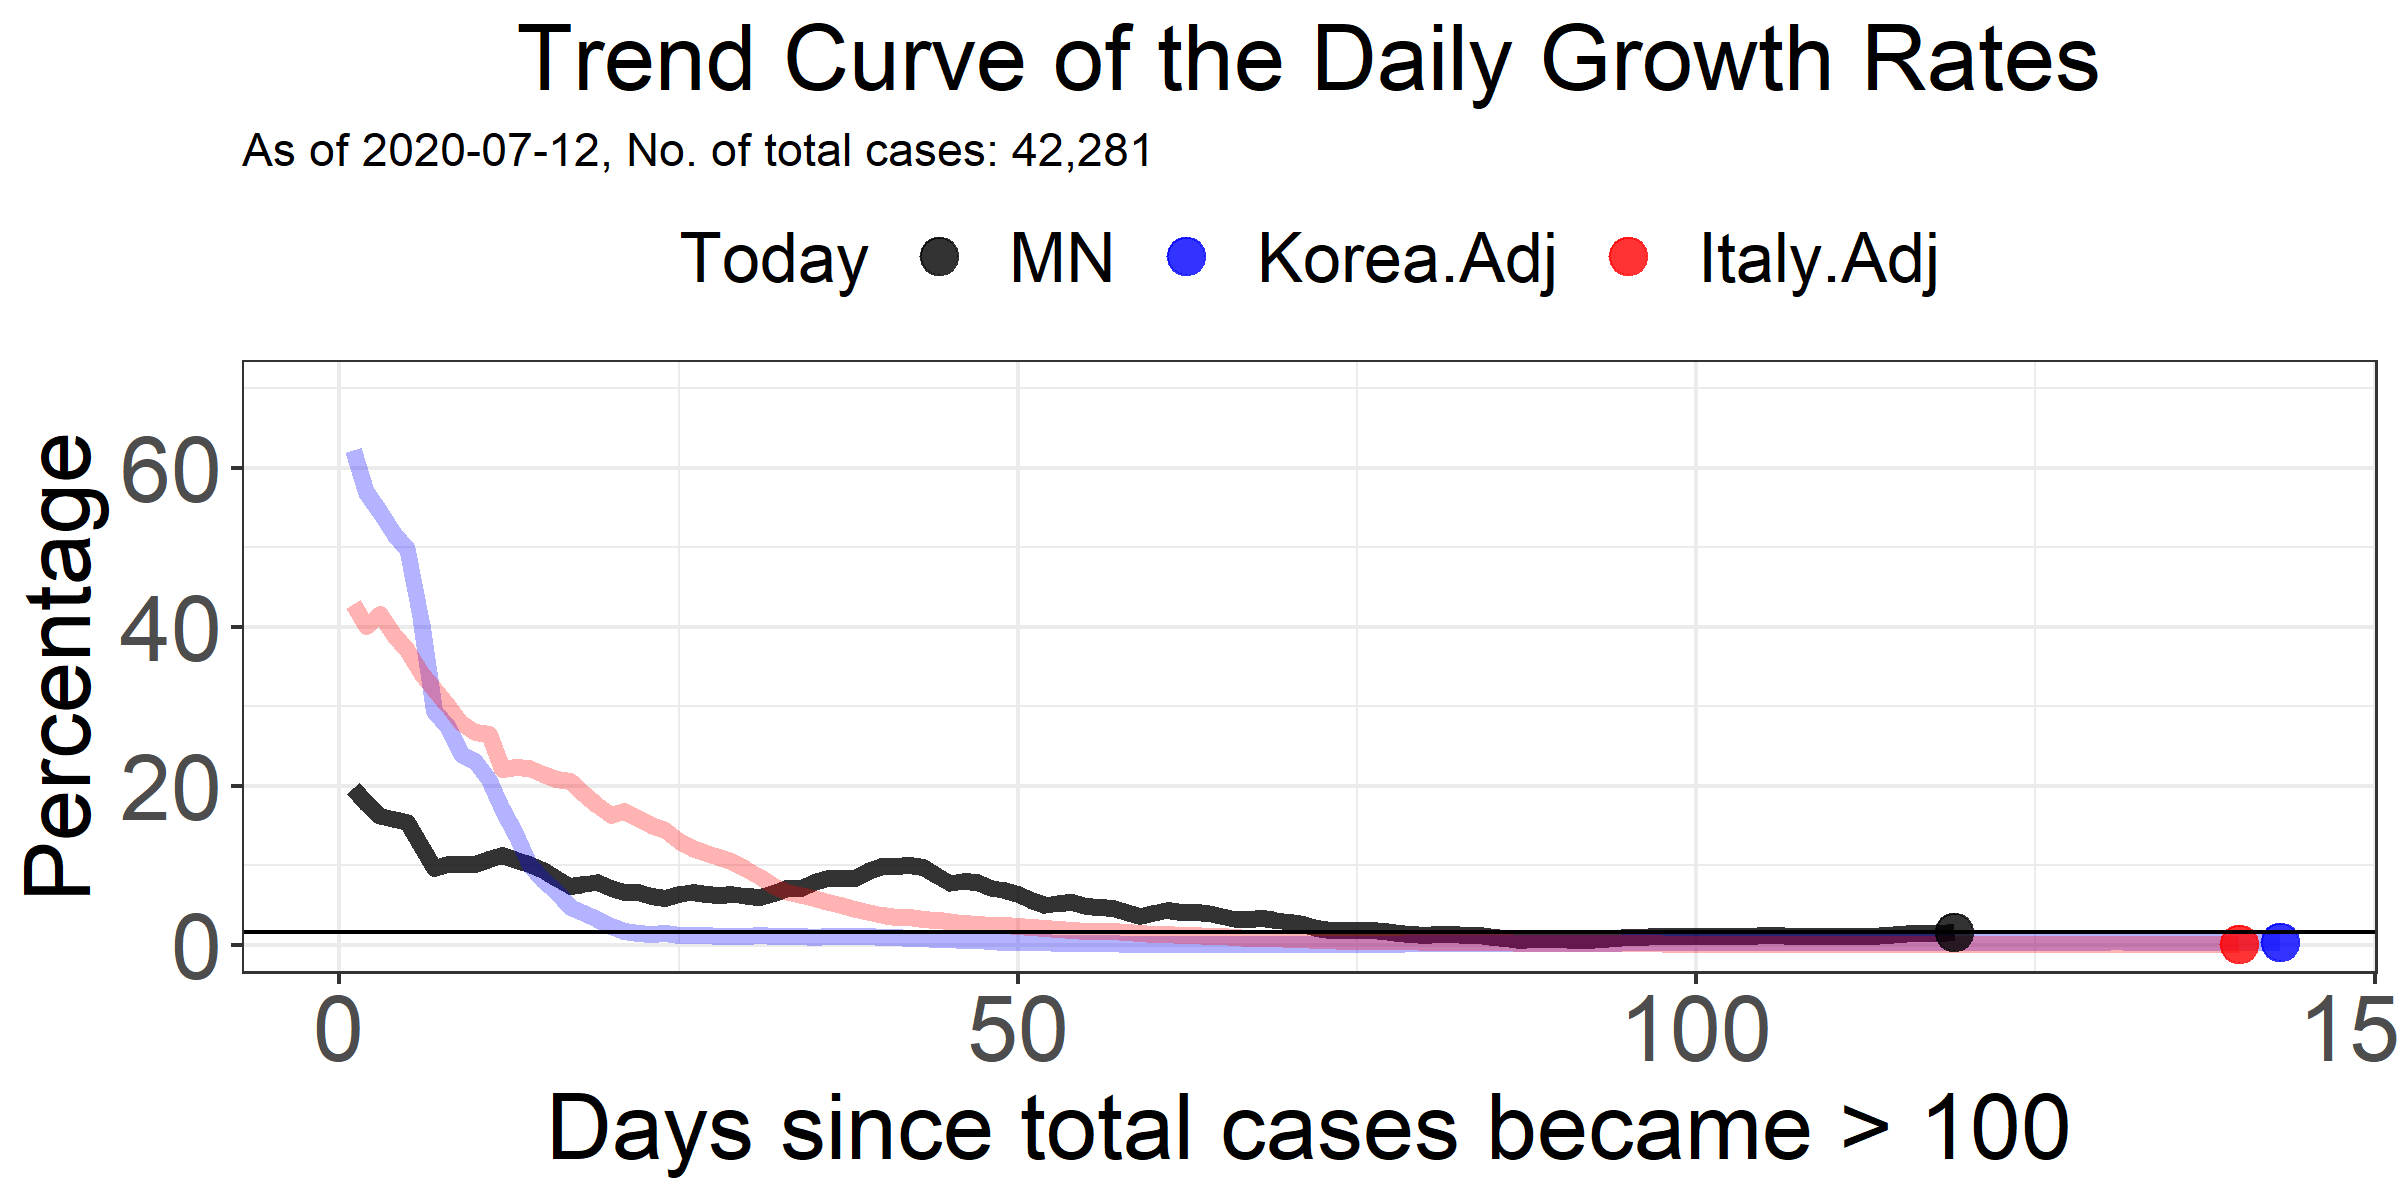 Trend Curve of the Daily Growth Rates
As of 2020-07-12, No. of total cases: 42,281
Today MN Korea.Adj Italy.Adj
Percentage
60
40
20
0
0 50 100 15
Days since total cases became > 100